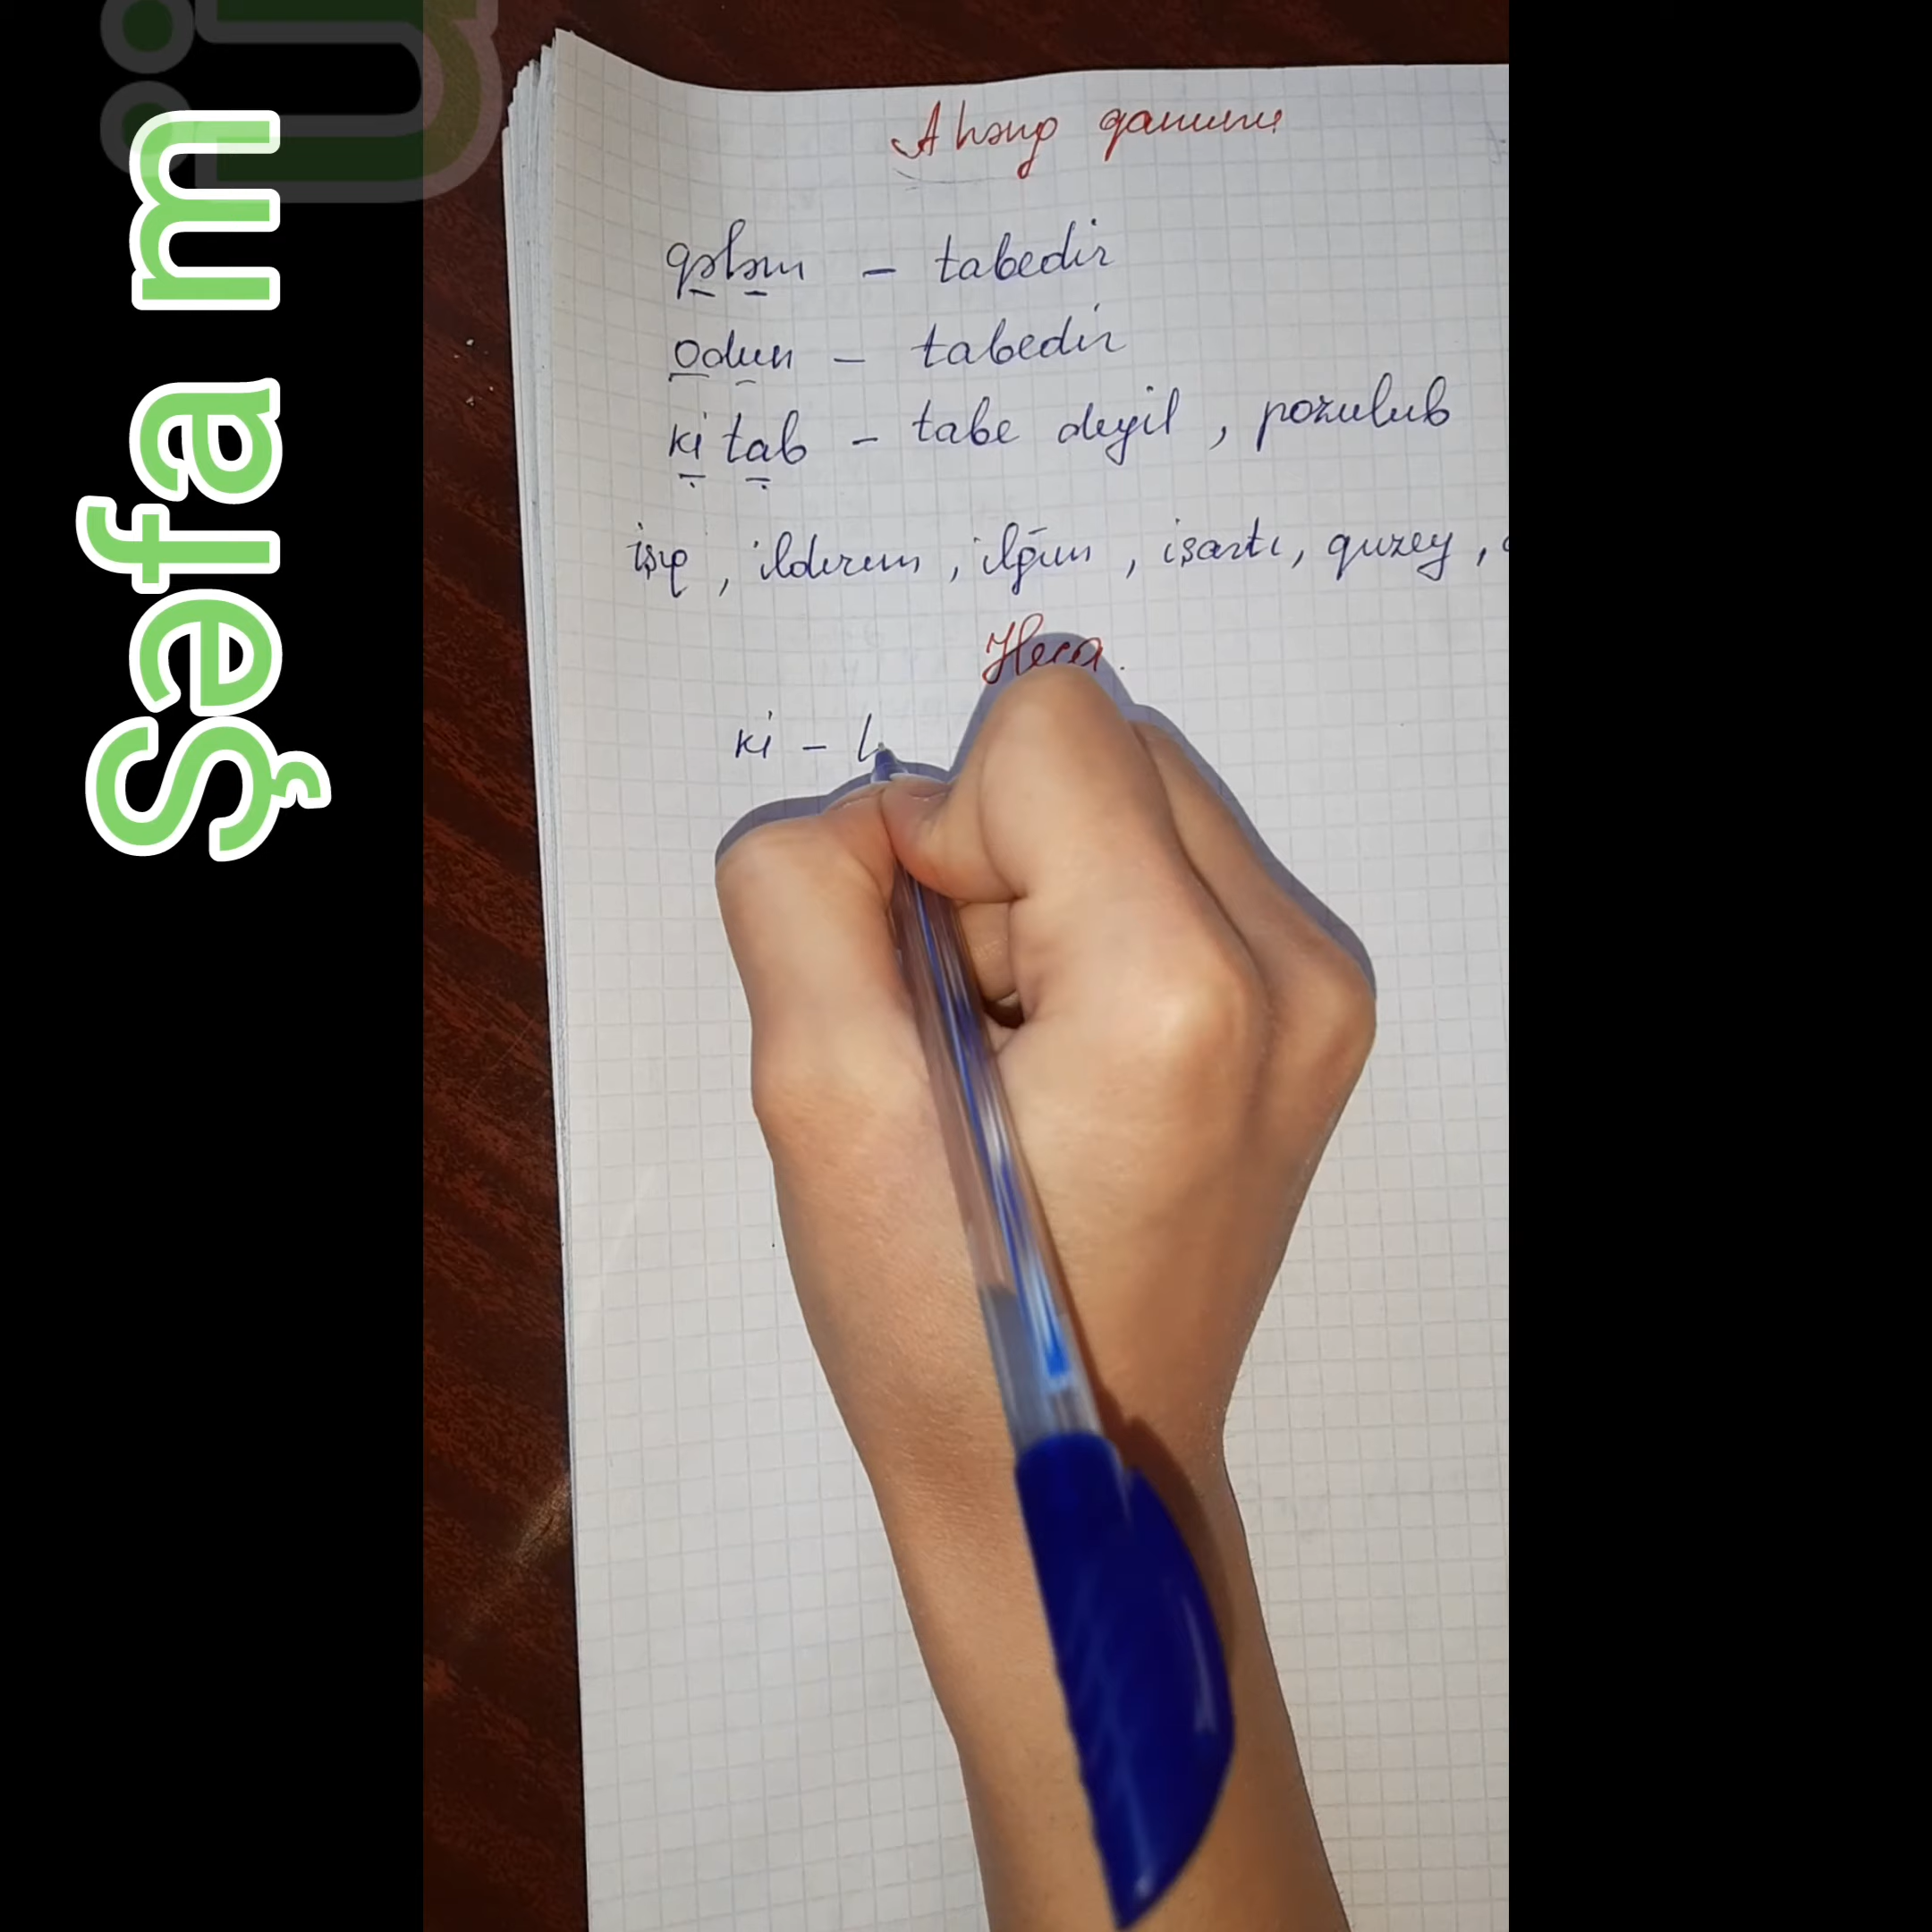 Şəfa m
Ahəng qanunu
qələm - tabedir
odun - tabedir
kitab - tabe deyil, pozulub
işıq, ildırım, ilğım, işartı, quzey,
Heca.
ki -